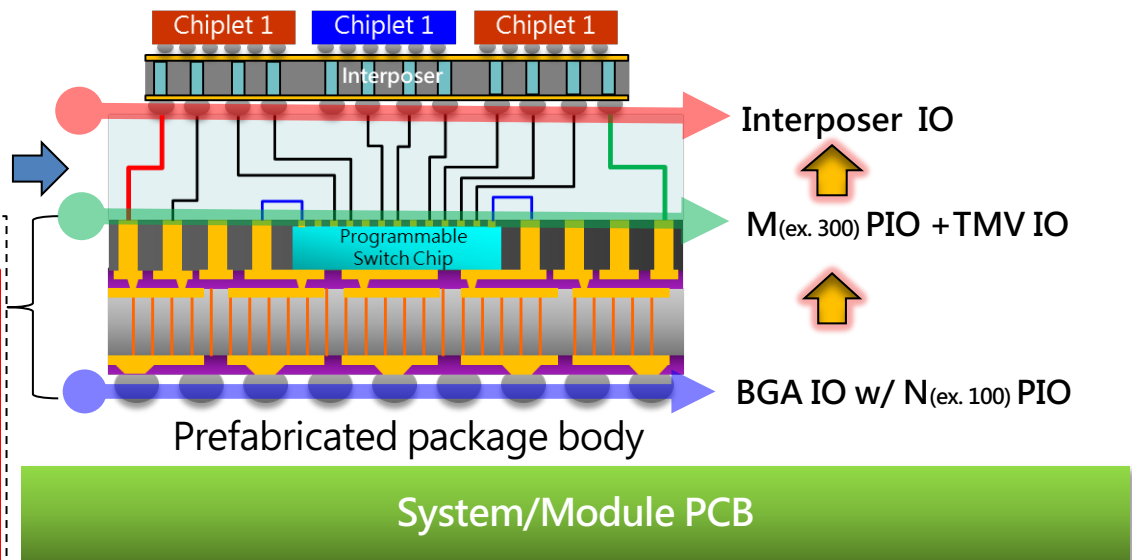 Chiplet 1 Chiplet 1 Chiplet 1
Interposer
Interposer IO
M(ex. 300) PIO +TMV IO
Programmable
Switch Chip
BGA IO w/ N(ex. 100) PIO
Prefabricated package body
System/Module PCB